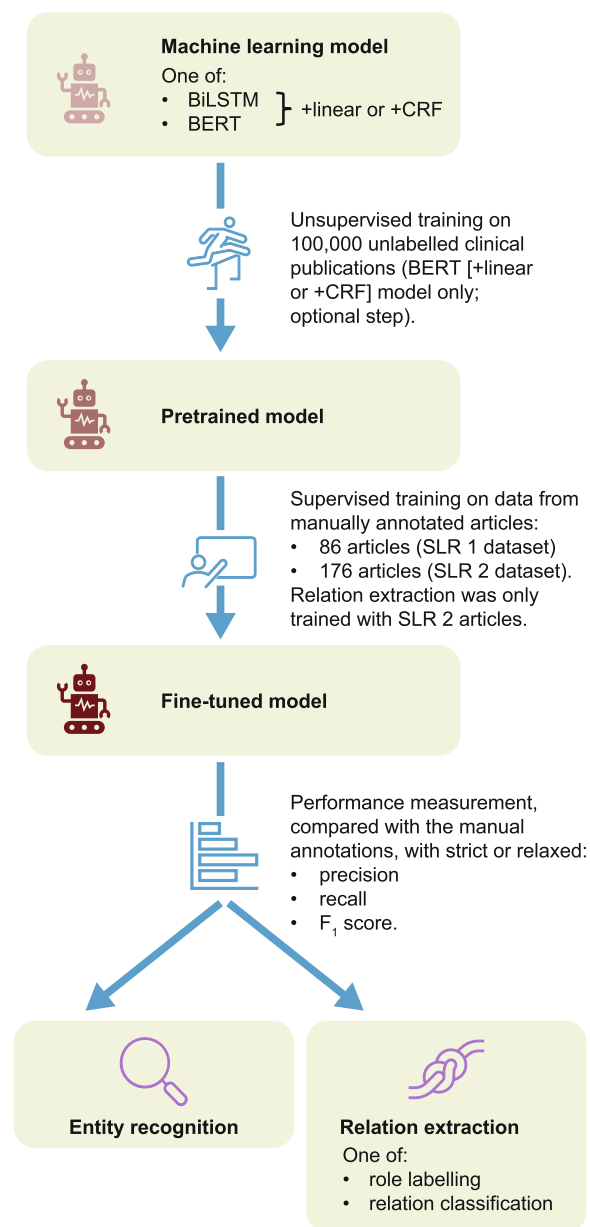 Machine learning model
One of:
• BiLSTM
• BERT
+linear or +CRF
Unsupervised training on
100,000 unlabelled clinical
publications (BERT [+linear
or +CRF] model only;
optional step).
Pretrained model
Supervised training on data from
manually annotated articles:
• 86 articles (SLR 1 dataset)
• 176 articles (SLR 2 dataset).
Relation extraction was only
trained with SLR 2 articles.
Fine-tuned model
Performance measurement,
compared with the manual
annotations, with strict or relaxed:
• precision
• recall
• F₁ score.
Entity recognition
Relation extraction
One of:
• role labelling
• relation classification